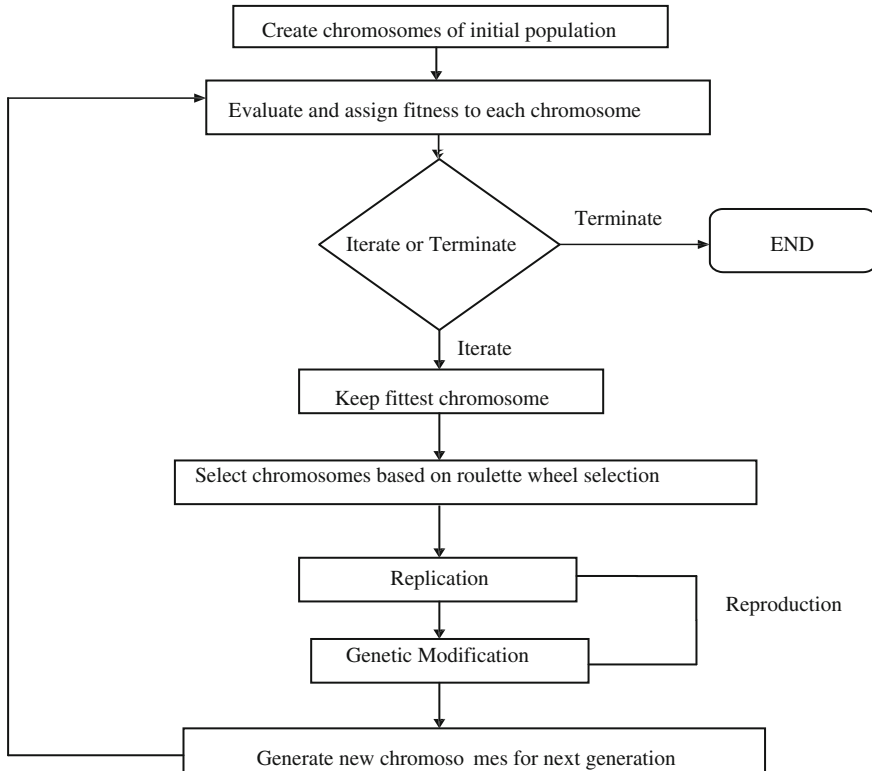 Create chromosomes of initial population
Evaluate and assign fitness to each chromosome
Iterate or Terminate
Terminate
END
Iterate
Keep fittest chromosome
Select chromosomes based on roulette wheel selection
Replication
Reproduction
Genetic Modification
Generate new chromoso mes for next generation